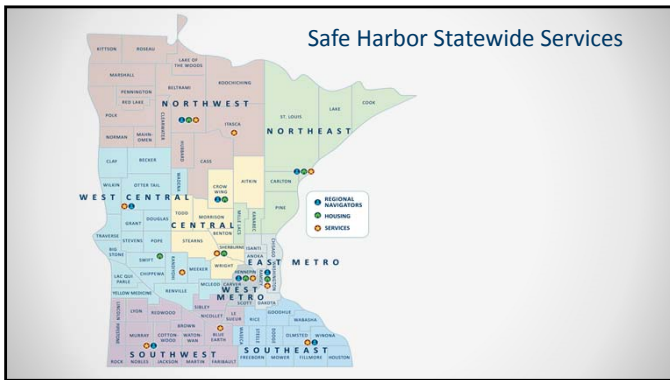 Safe Harbor Statewide Services
KITTSON
ROSEAU
LAKE OF
THE WOODS
MARSHALL
BELTRAMI
KOOCHICHING
PENNINGTON
RED LAKE
NORTHWEST
POLK
CLEARWATER
ITASCA
ST. LOUIS
LAKE
COOK
NORTHEAST
NORMAN
MAHN-
OMEN
HUBBARD
CASS
CLAY
BECKER
AITKIN
CARLTON
WILKIN
OTTER TAIL
WADENA
CROW
WING
WEST CENTRAL
PINE
TODD
MORRISON
MILLE LACS
KANABEC
CENTRAL
GRANT
DOUGLAS
BENTON
TRAVERSE
STEVENS
POPE
STEARNS
SHERBURNE
ISANTI
CHISAGO
BIG
STONE
ANOKA
EAST METRO
SWIFT
KANDIYOHI
MEEKER
WRIGHT
HENNEPIN
RAMSEY
WASHINGTON
LAC QUI
PARLE
CHIPPEWA
MCLEOD
CARVER
WEST
METRO
YELLOW MEDICINE
RENVILLE
SCOTT
DAKOTA
SIBLEY
LINCOLN
LYON
REDWOOD
NICOLLET
LE
SUEUR
RICE
GOODHUE
WABASHA
PIPESTONE
MURRAY
COTTON-
WOOD
BROWN
WATON-
WAN
BLUE
EARTH
WASECA
STEELE
DODGE
OLMSTED
WINONA
SOUTHWEST
SOUTHEAST
ROCK
NOBLES
JACKSON
MARTIN
FARIBAULT
FREEBORN
MOWER
FILLMORE
HOUSTON
REGIONAL
NAVIGATORS
HOUSING
SERVICES